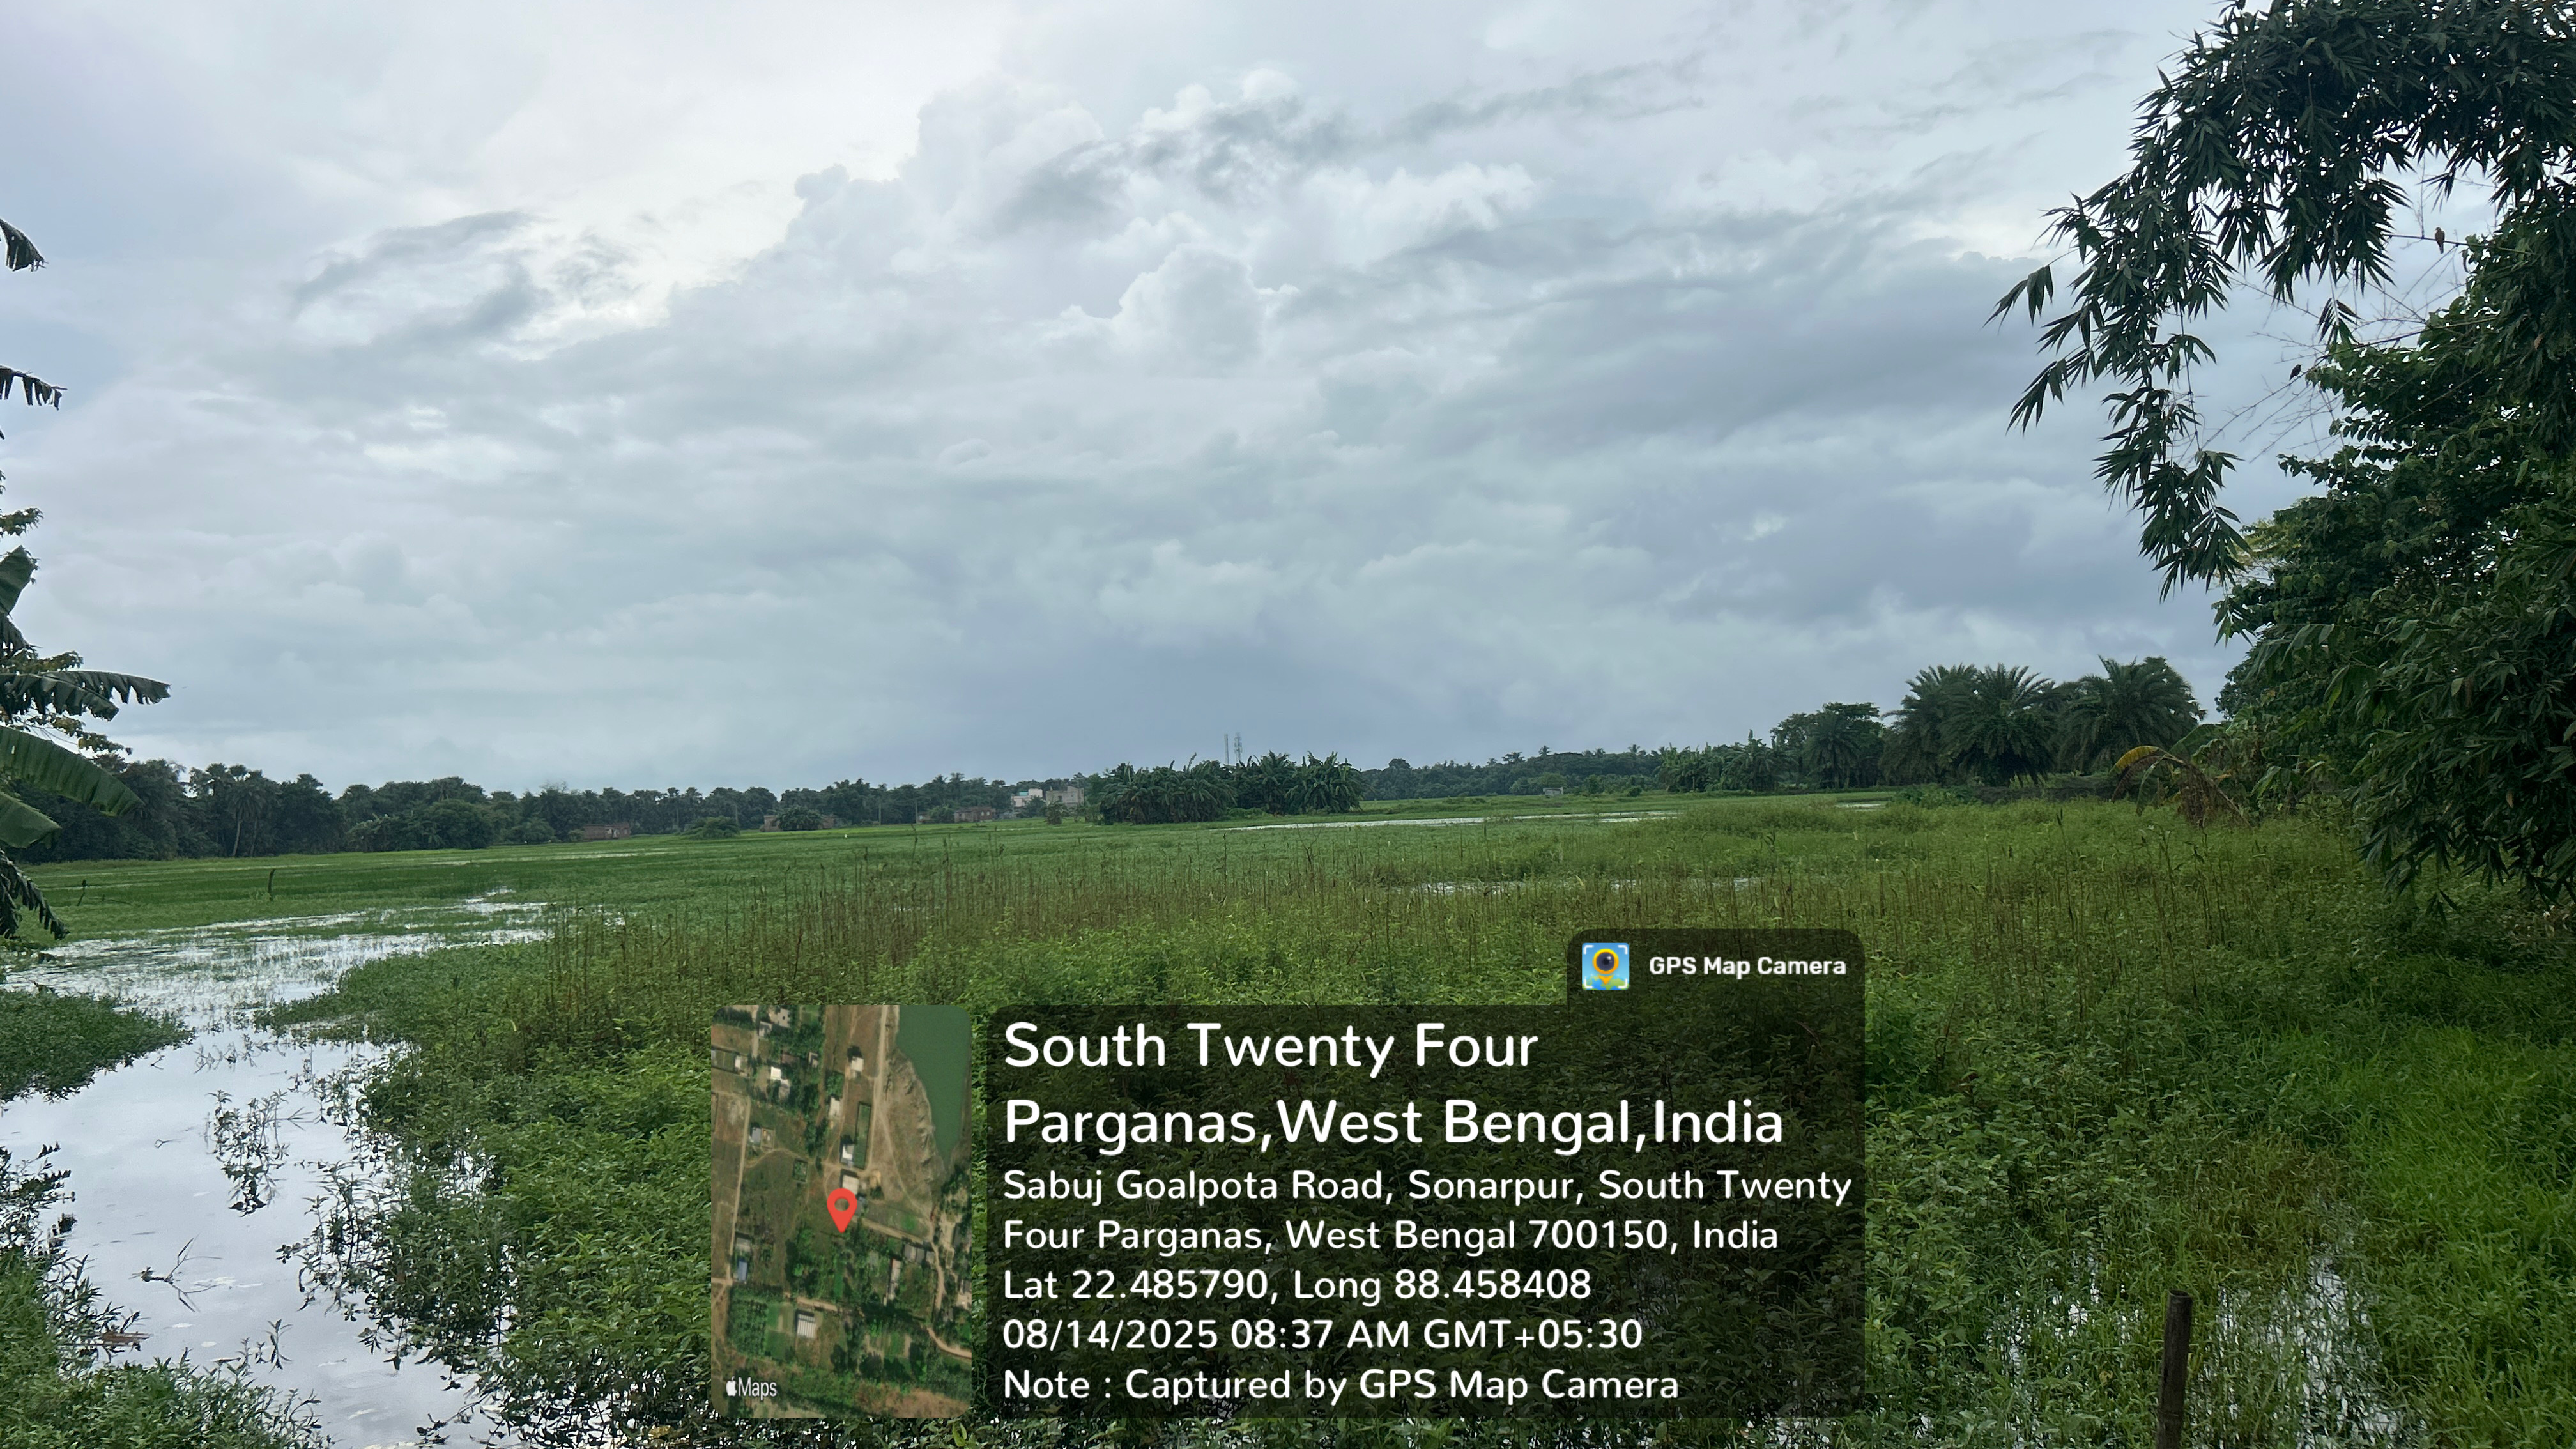 GPS Map Camera
South Twenty Four
Parganas,West Bengal,India
Sabuj Goalpota Road, Sonarpur, South Twenty
Four Parganas, West Bengal 700150, India
Lat 22.485790, Long 88.458408
08/14/2025 08:37 AM GMT+05:30
Note : Captured by GPS Map Camera
Maps